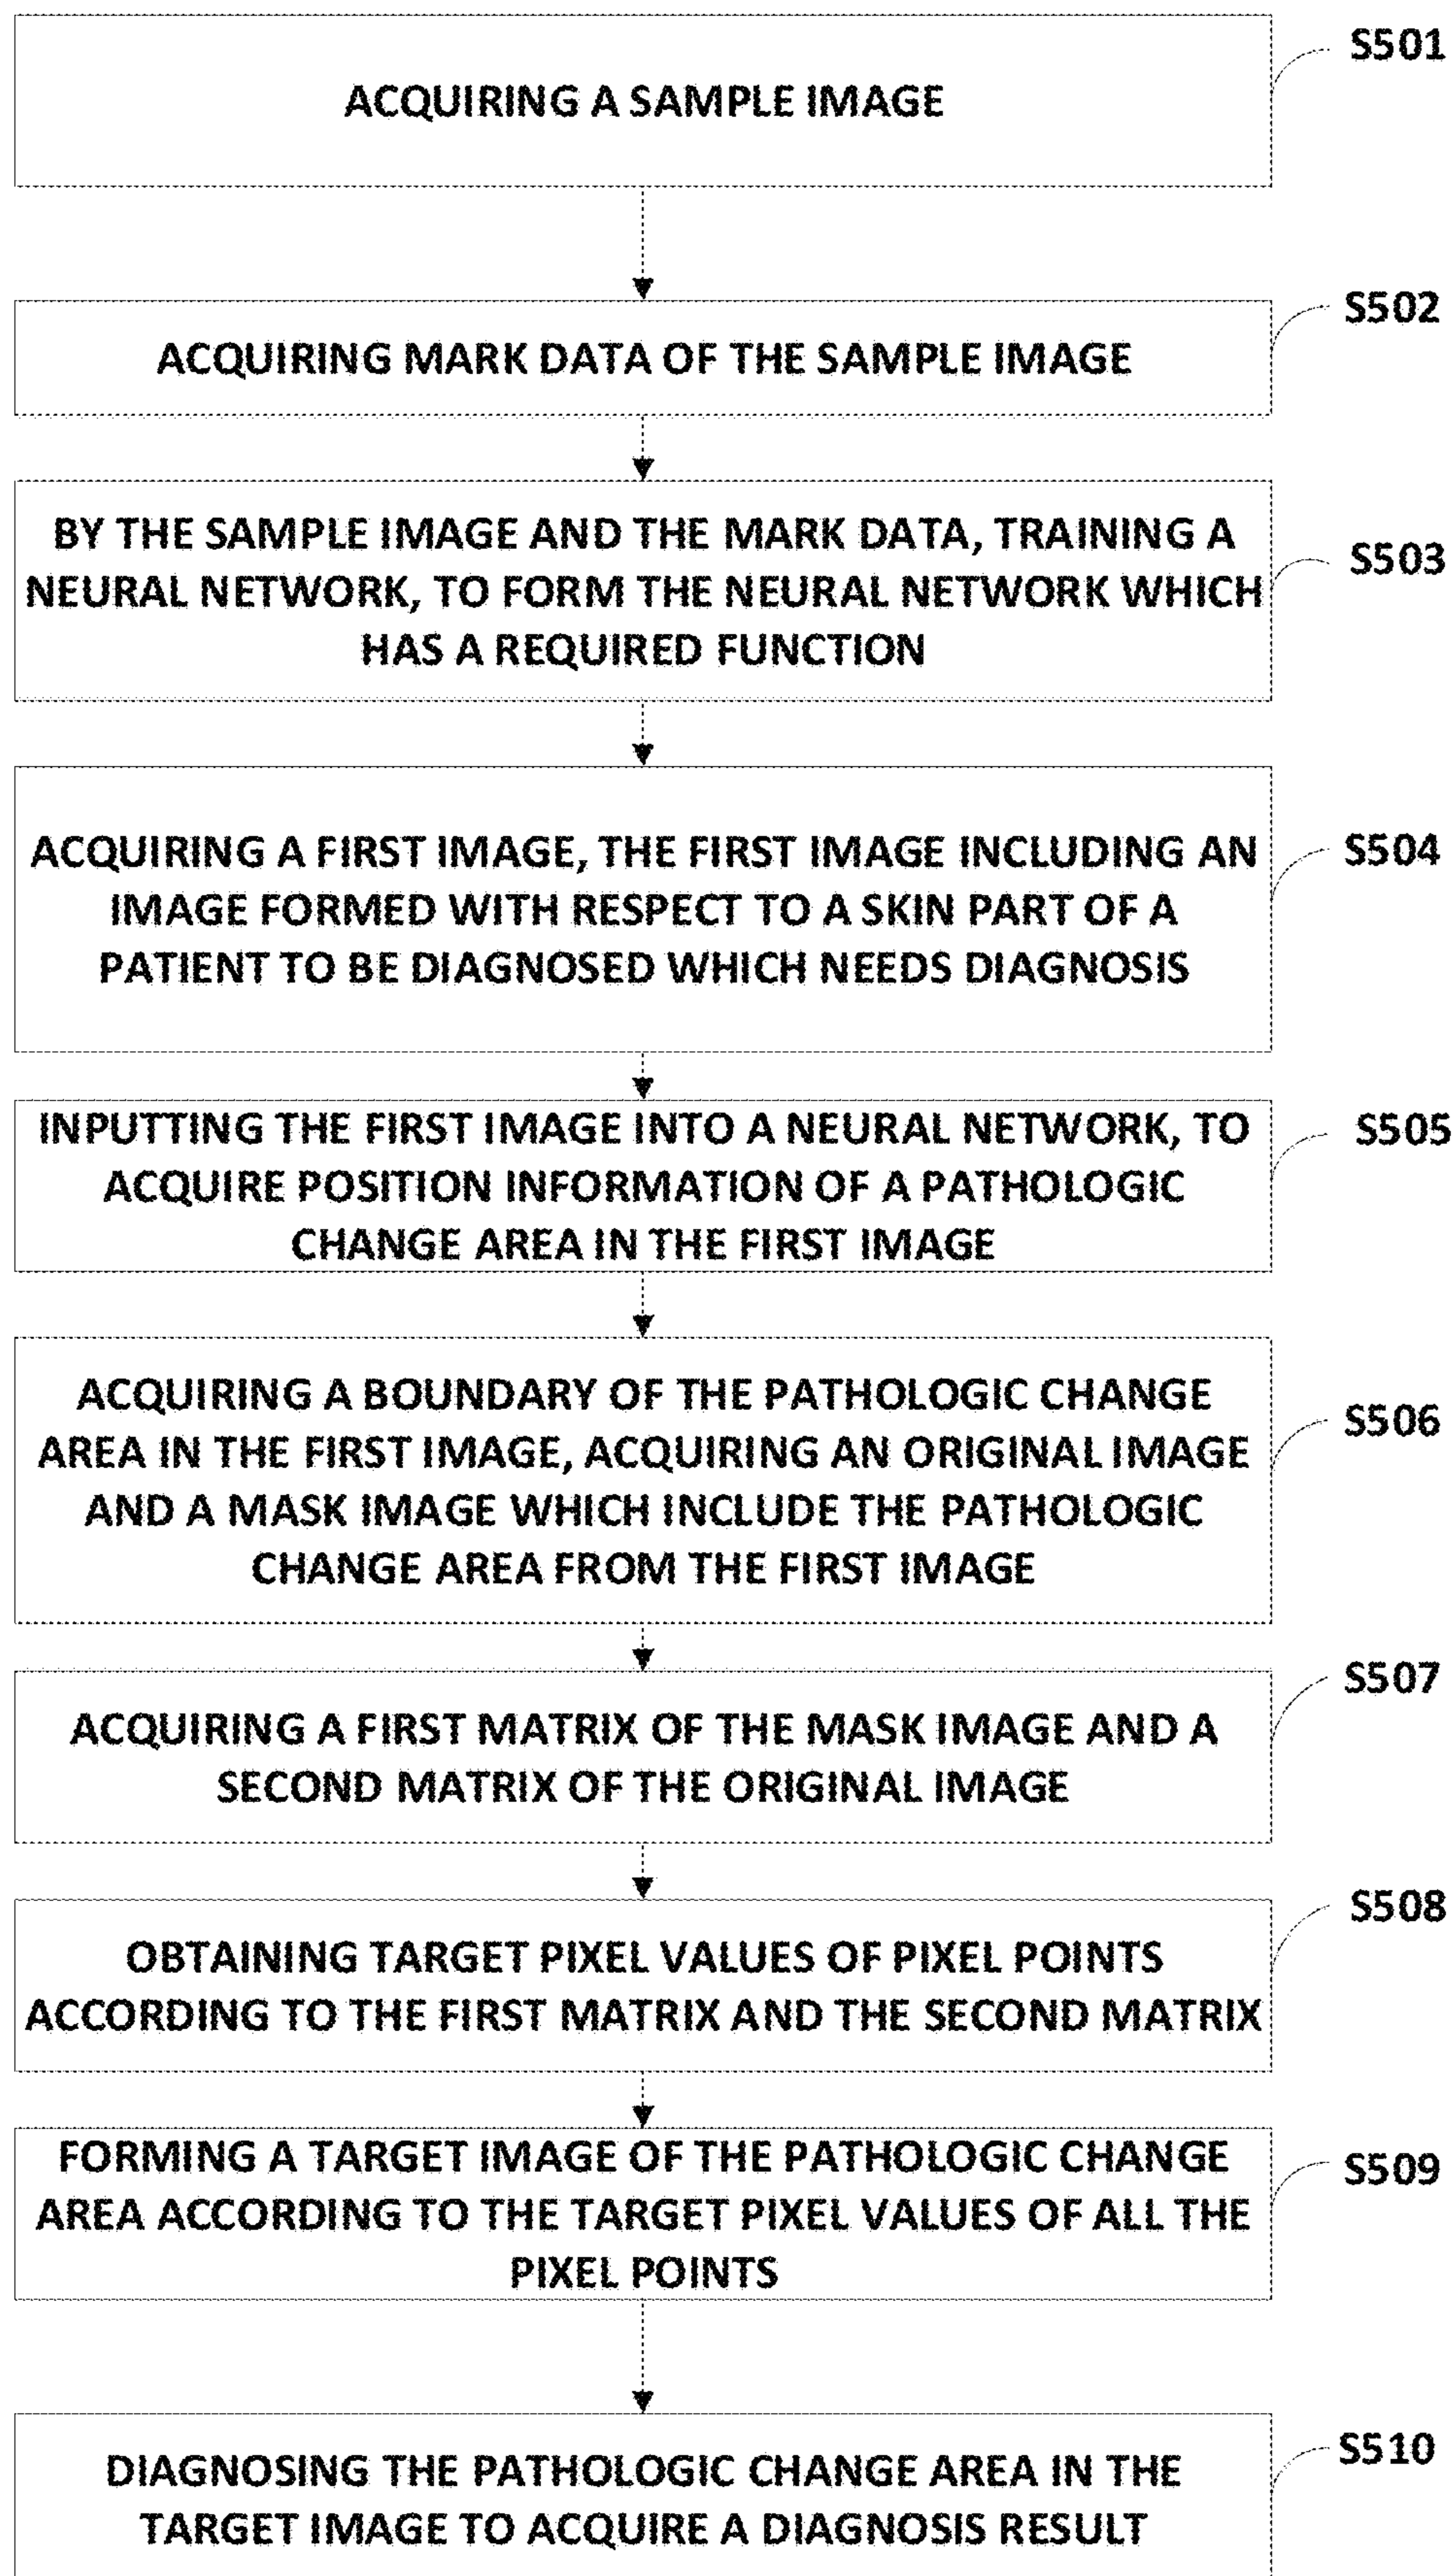 S501
ACQUIRING A SAMPLE IMAGE
S502
ACQUIRING MARK DATA OF THE SAMPLE IMAGE
BY THE SAMPLE IMAGE AND THE MARK DATA, TRAINING A
S503
NEURAL NETWORK, TO FORM THE NEURAL NETWORK WHICH
HAS A REQUIRED FUNCTION
ACQUIRING A FIRST IMAGE, THE FIRST IMAGE INCLUDING AN
S504
IMAGE FORMED WITH RESPECT TO A SKIN PART OF A
PATIENT TO BE DIAGNOSED WHICH NEEDS DIAGNOSIS
INPUTTING THE FIRST IMAGE INTO A NEURAL NETWORK, TO
S505
ACQUIRE POSITION INFORMATION OF A PATHOLOGIC
CHANGE AREA IN THE FIRST IMAGE
ACQUIRING A BOUNDARY OF THE PATHOLOGIC CHANGE
S506
AREA IN THE FIRST IMAGE, ACQUIRING AN ORIGINAL IMAGE
AND A MASK IMAGE WHICH INCLUDE THE PATHOLOGIC
CHANGE AREA FROM THE FIRST IMAGE
S507
ACQUIRING A FIRST MATRIX OF THE MASK IMAGE AND A
SECOND MATRIX OF THE ORIGINAL IMAGE
S508
OBTAINING TARGET PIXEL VALUES OF PIXEL POINTS
ACCORDING TO THE FIRST MATRIX AND THE SECOND MATRIX
FORMING A TARGET IMAGE OF THE PATHOLOGIC CHANGE
S509
AREA ACCORDING TO THE TARGET PIXEL VALUES OF ALL THE
PIXEL POINTS
S510
DIAGNOSING THE PATHOLOGIC CHANGE AREA IN THE
TARGET IMAGE TO ACQUIRE A DIAGNOSIS RESULT